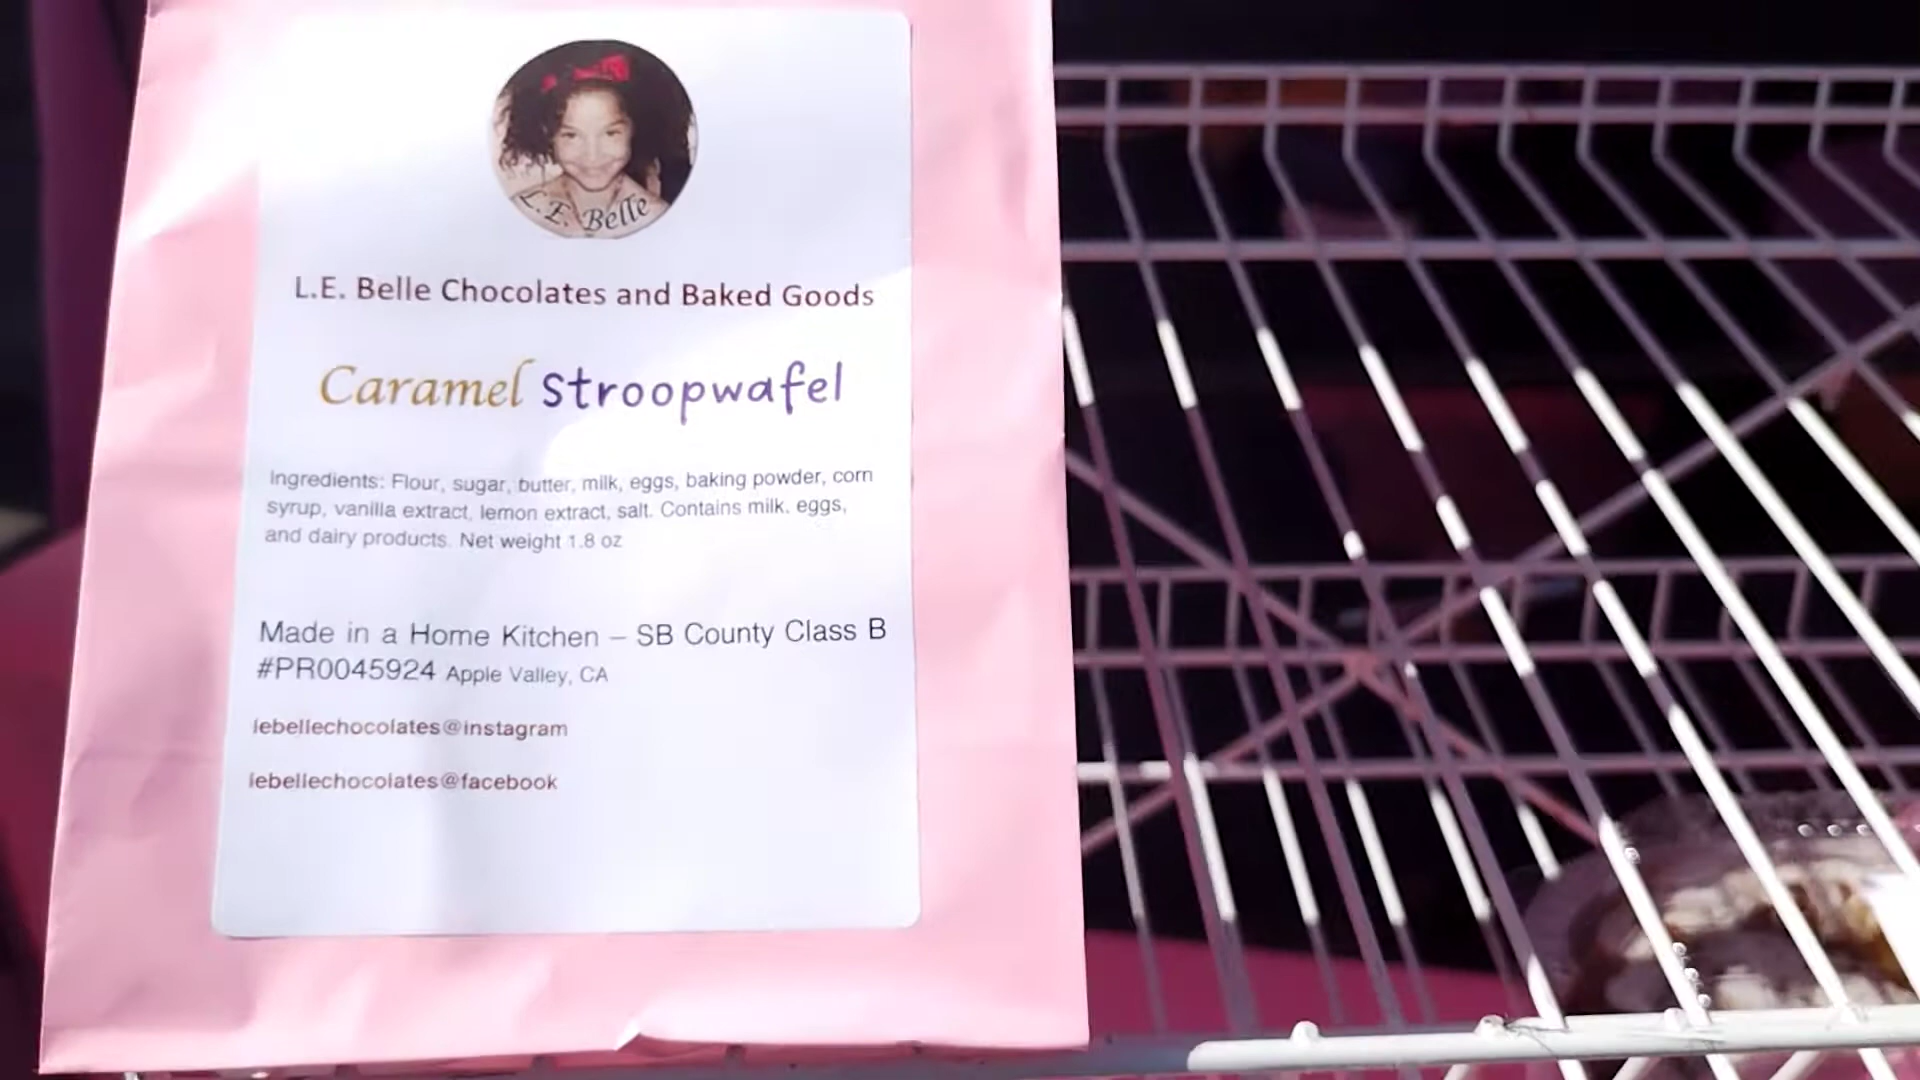 L.E. Belle
L.E. Belle Chocolates and Baked Goods
Caramel Stroopwafel
Ingredients: Flour, sugar, butter, milk, eggs, baking powder, corn
syrup, vanilla extract, lemon extract, salt. Contains milk, eggs,
and dairy products. Net weight 1.8 oz
Made in a Home Kitchen – SB County Class B
#PR0045924 Apple Valley, CA
lebellechocolates@instagram
lebellechocolates@facebook